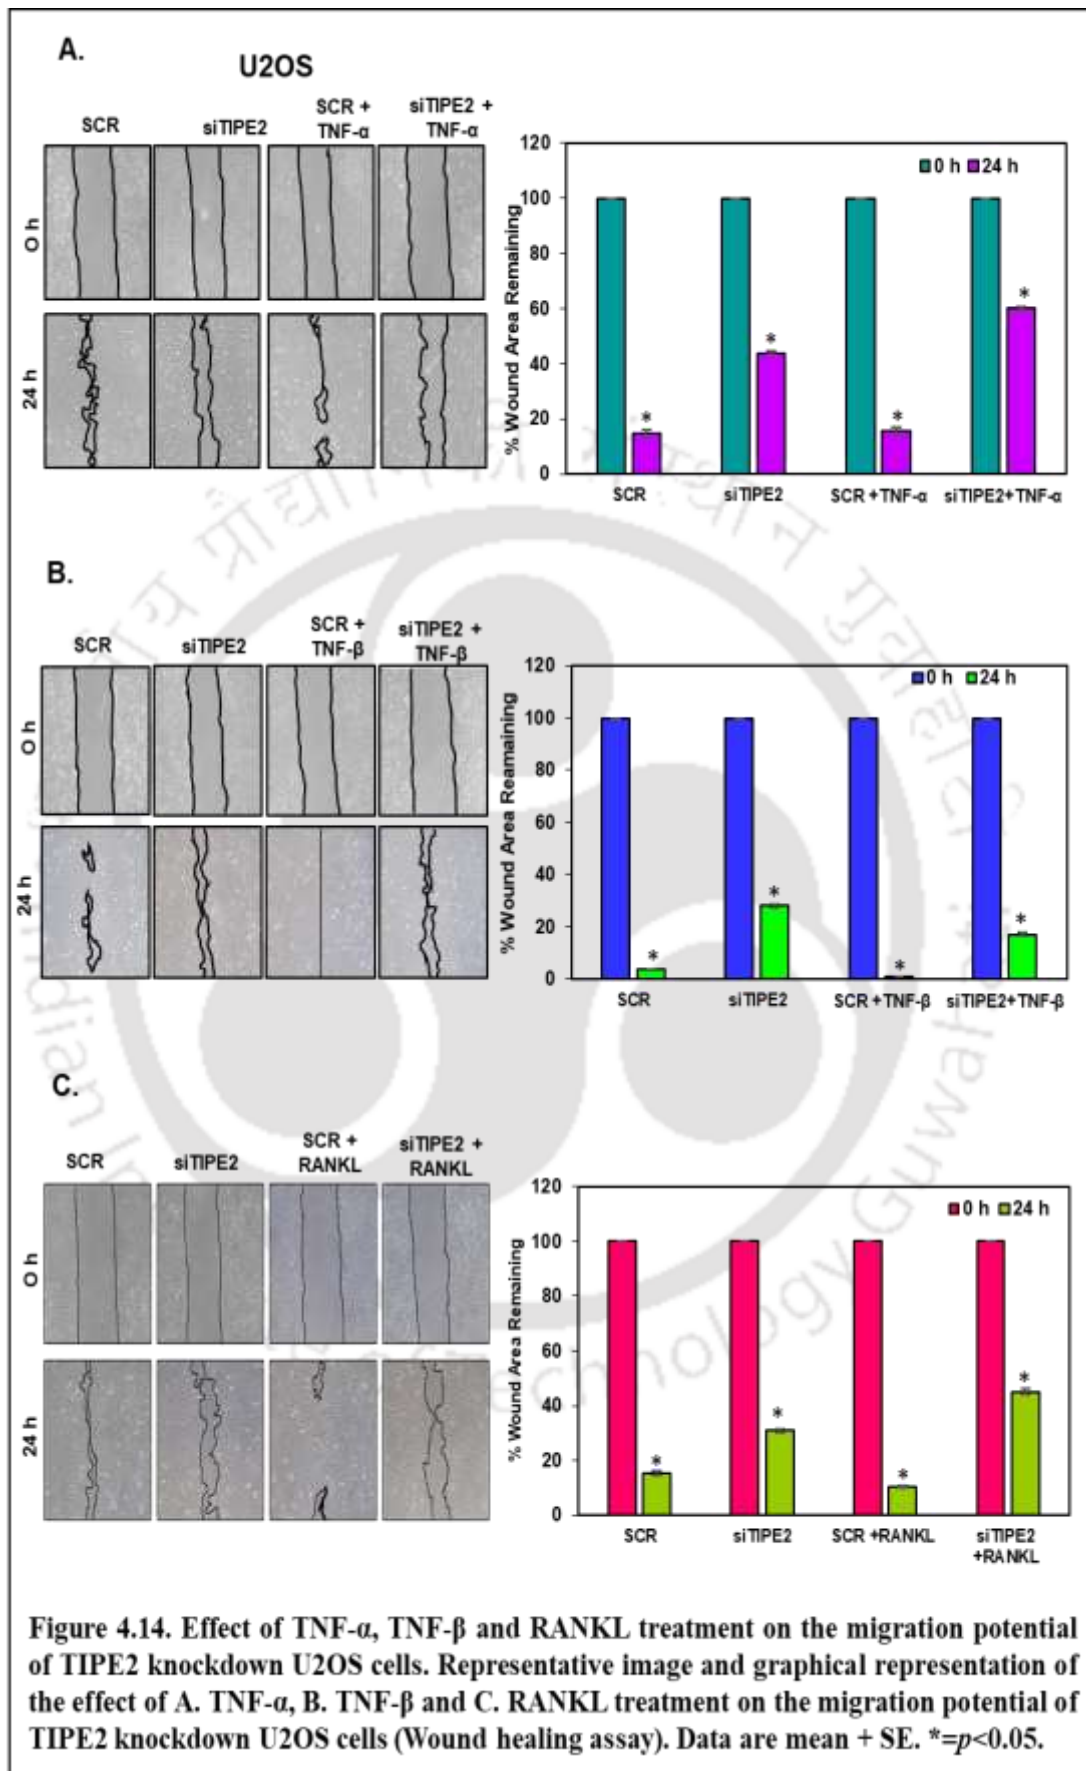 A.
U2OS
SCR
siTIPE2
SCR +
TNF-α
siTIPE2 +
TNF-α
0 h
24 h
% Wound Area Remaining
120
100
80
60
40
20
0
0 h
24 h
*
*
*
*
SCR
siTIPE2
SCR +TNF-α
siTIPE2+TNF-α
B.
SCR
siTIPE2
SCR +
TNF-β
siTIPE2 +
TNF-β
0 h
24 h
% Wound Area Reamaining
120
100
80
60
40
20
0
0 h
24 h
*
*
*
*
SCR
siTIPE2
SCR +TNF-β
siTIPE2+TNF-β
C.
SCR
siTIPE2
SCR +
RANKL
siTIPE2 +
RANKL
0 h
24 h
% Wound Area Remaining
120
100
80
60
40
20
0
0 h
24 h
*
*
*
*
SCR
siTIPE2
SCR +RANKL
siTIPE2
+RANKL
Figure 4.14. Effect of TNF-α, TNF-β and RANKL treatment on the migration potential
of TIPE2 knockdown U2OS cells. Representative image and graphical representation of
the effect of A. TNF-α, B. TNF-β and C. RANKL treatment on the migration potential of
TIPE2 knockdown U2OS cells (Wound healing assay). Data are mean + SE. *=p<0.05.